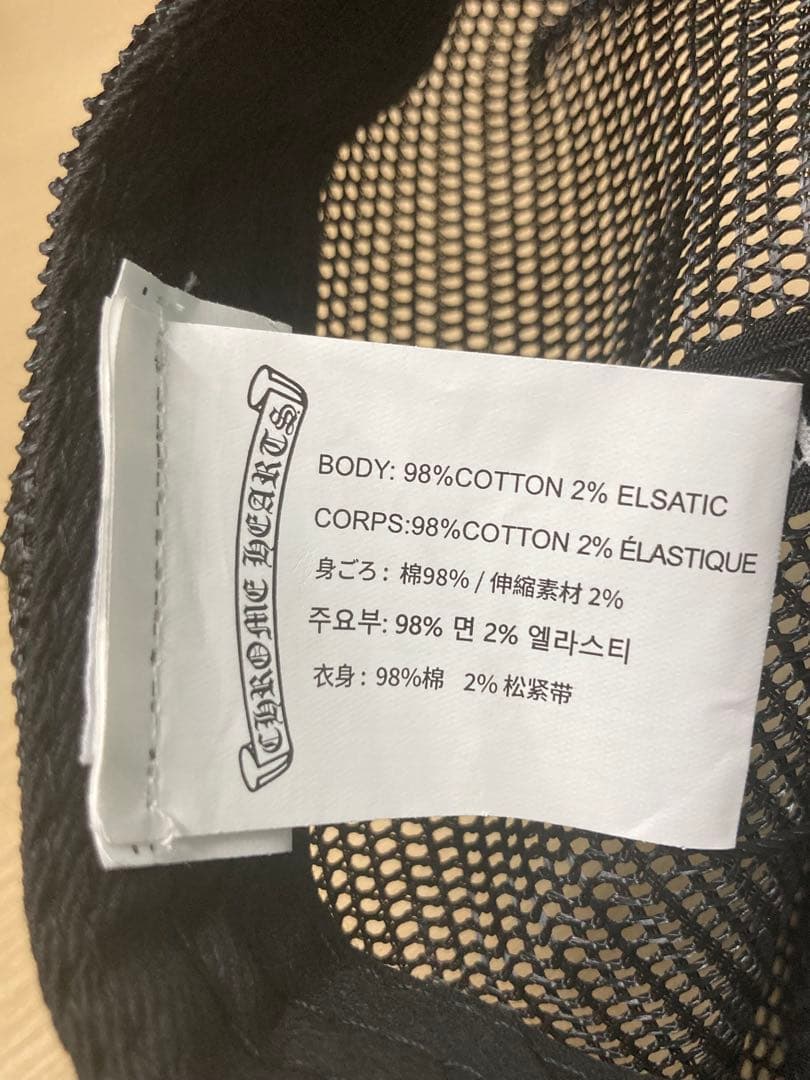 CHROME HEARTS
BODY: 98%COTTON 2% ELSATIC
CORPS:98%COTTON 2% ÉLASTIQUE
身ごろ: 棉98% / 伸縮素材 2%
주요부: 98% 면 2% 엘라스티
衣身: 98%棉 2% 松紧带